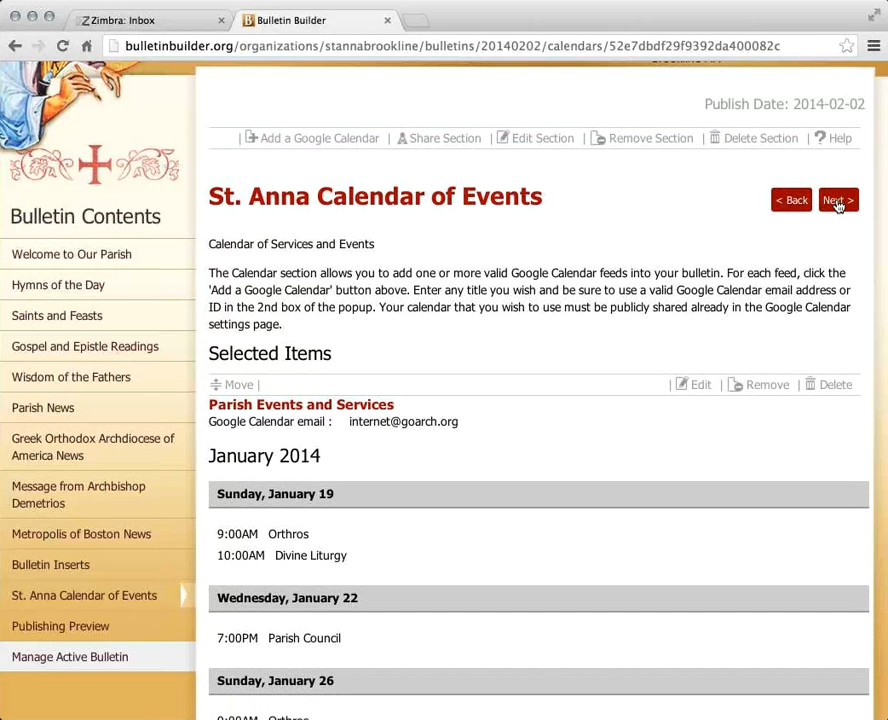 Zimbra: Inbox
Bulletin Builder
bulletinbuilder.org/organizations/stannabrookline/bulletins/20140202/calendars/52e7dbdf29f9392da400082c
Publish Date: 2014-02-02
| Add a Google Calendar | Share Section | Edit Section | Remove Section | Delete Section | ? Help
St. Anna Calendar of Events
< Back
Next >
Bulletin Contents
Welcome to Our Parish
Hymns of the Day
Saints and Feasts
Gospel and Epistle Readings
Wisdom of the Fathers
Parish News
Greek Orthodox Archdiocese of
America News
Message from Archbishop
Demetrios
Metropolis of Boston News
Bulletin Inserts
St. Anna Calendar of Events
Publishing Preview
Manage Active Bulletin
Calendar of Services and Events
The Calendar section allows you to add one or more valid Google Calendar feeds into your bulletin. For each feed, click the
'Add a Google Calendar' button above. Enter any title you wish and be sure to use a valid Google Calendar email address or
ID in the 2nd box of the popup. Your calendar that you wish to use must be publicly shared already in the Google Calendar
settings page.
Selected Items
Move | | Edit | Remove | Delete
Parish Events and Services
Google Calendar email : internet@goarch.org
January 2014
Sunday, January 19
9:00AM Orthros
10:00AM Divine Liturgy
Wednesday, January 22
7:00PM Parish Council
Sunday, January 26
9:00AM Orthros